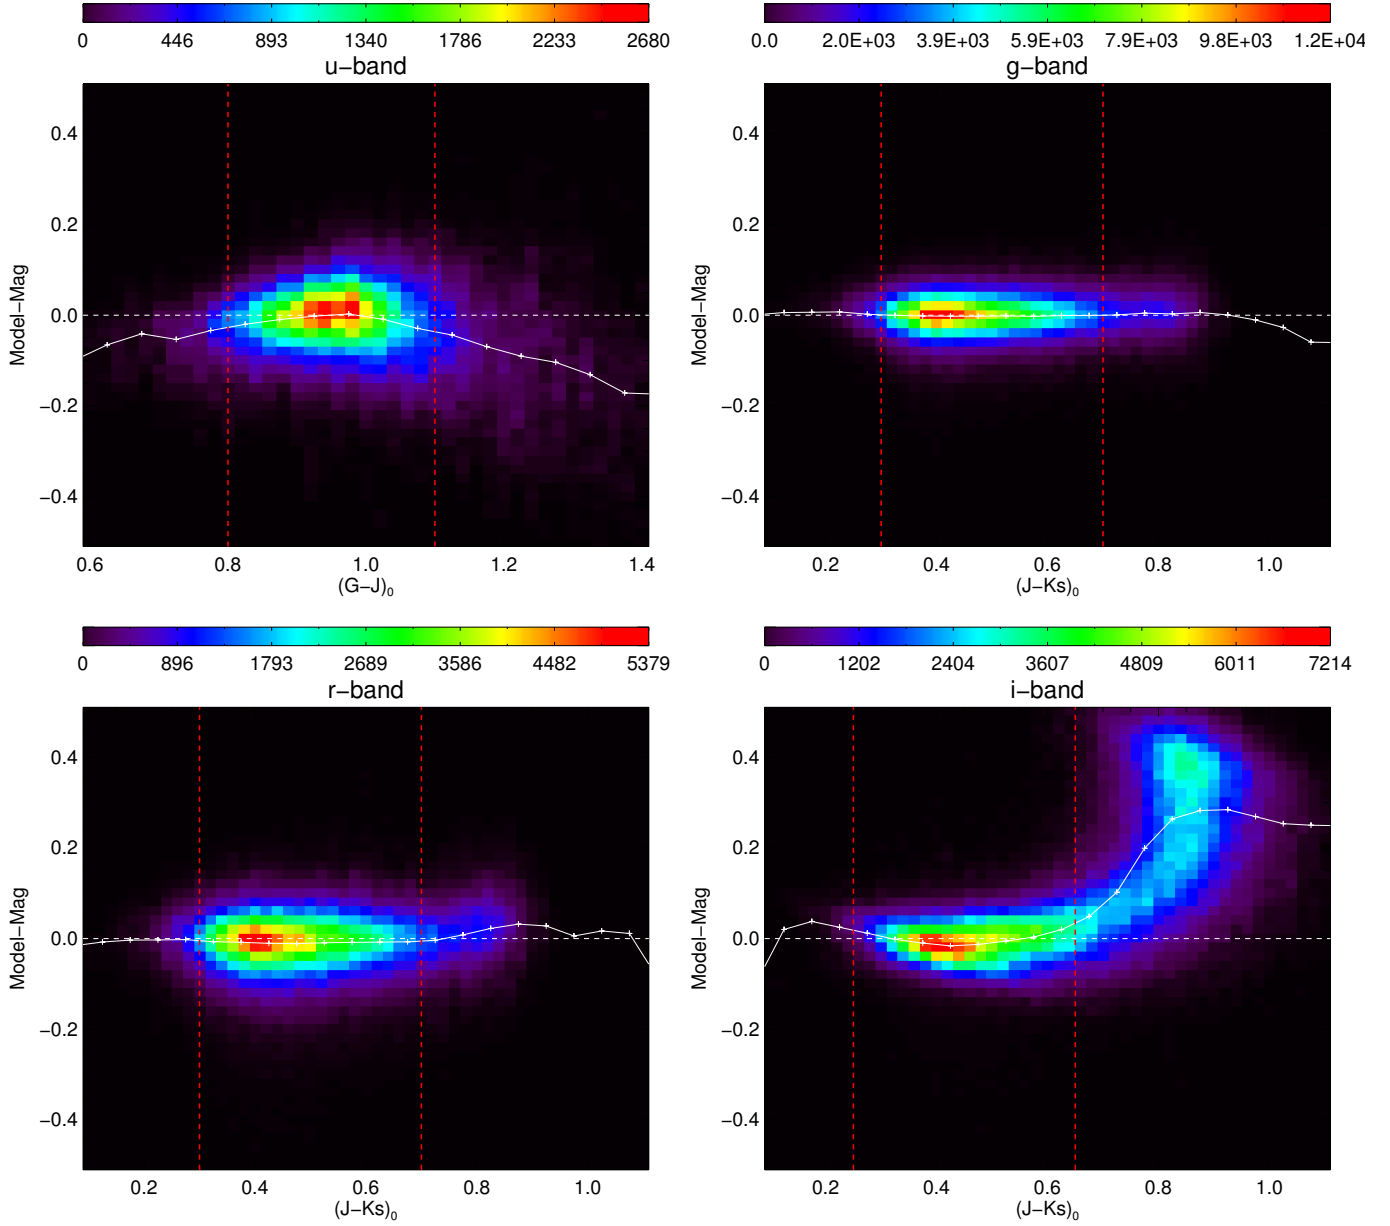 0 446 893 1340 1786 2233 2680
u−band
0.4
0.2
0.0
−0.2
−0.4
Model−Mag
0.6 0.8 1.0 1.2 1.4
(G−J)0
0.0 2.0E+03 3.9E+03 5.9E+03 7.9E+03 9.8E+03 1.2E+04
g−band
0.4
0.2
0.0
−0.2
−0.4
Model−Mag
0.2 0.4 0.6 0.8 1.0
(J−Ks)0
0 896 1793 2689 3586 4482 5379
r−band
0.4
0.2
0.0
−0.2
−0.4
Model−Mag
0.2 0.4 0.6 0.8 1.0
(J−Ks)0
0 1202 2404 3607 4809 6011 7214
i−band
0.4
0.2
0.0
−0.2
−0.4
Model−Mag
0.2 0.4 0.6 0.8 1.0
(J−Ks)0